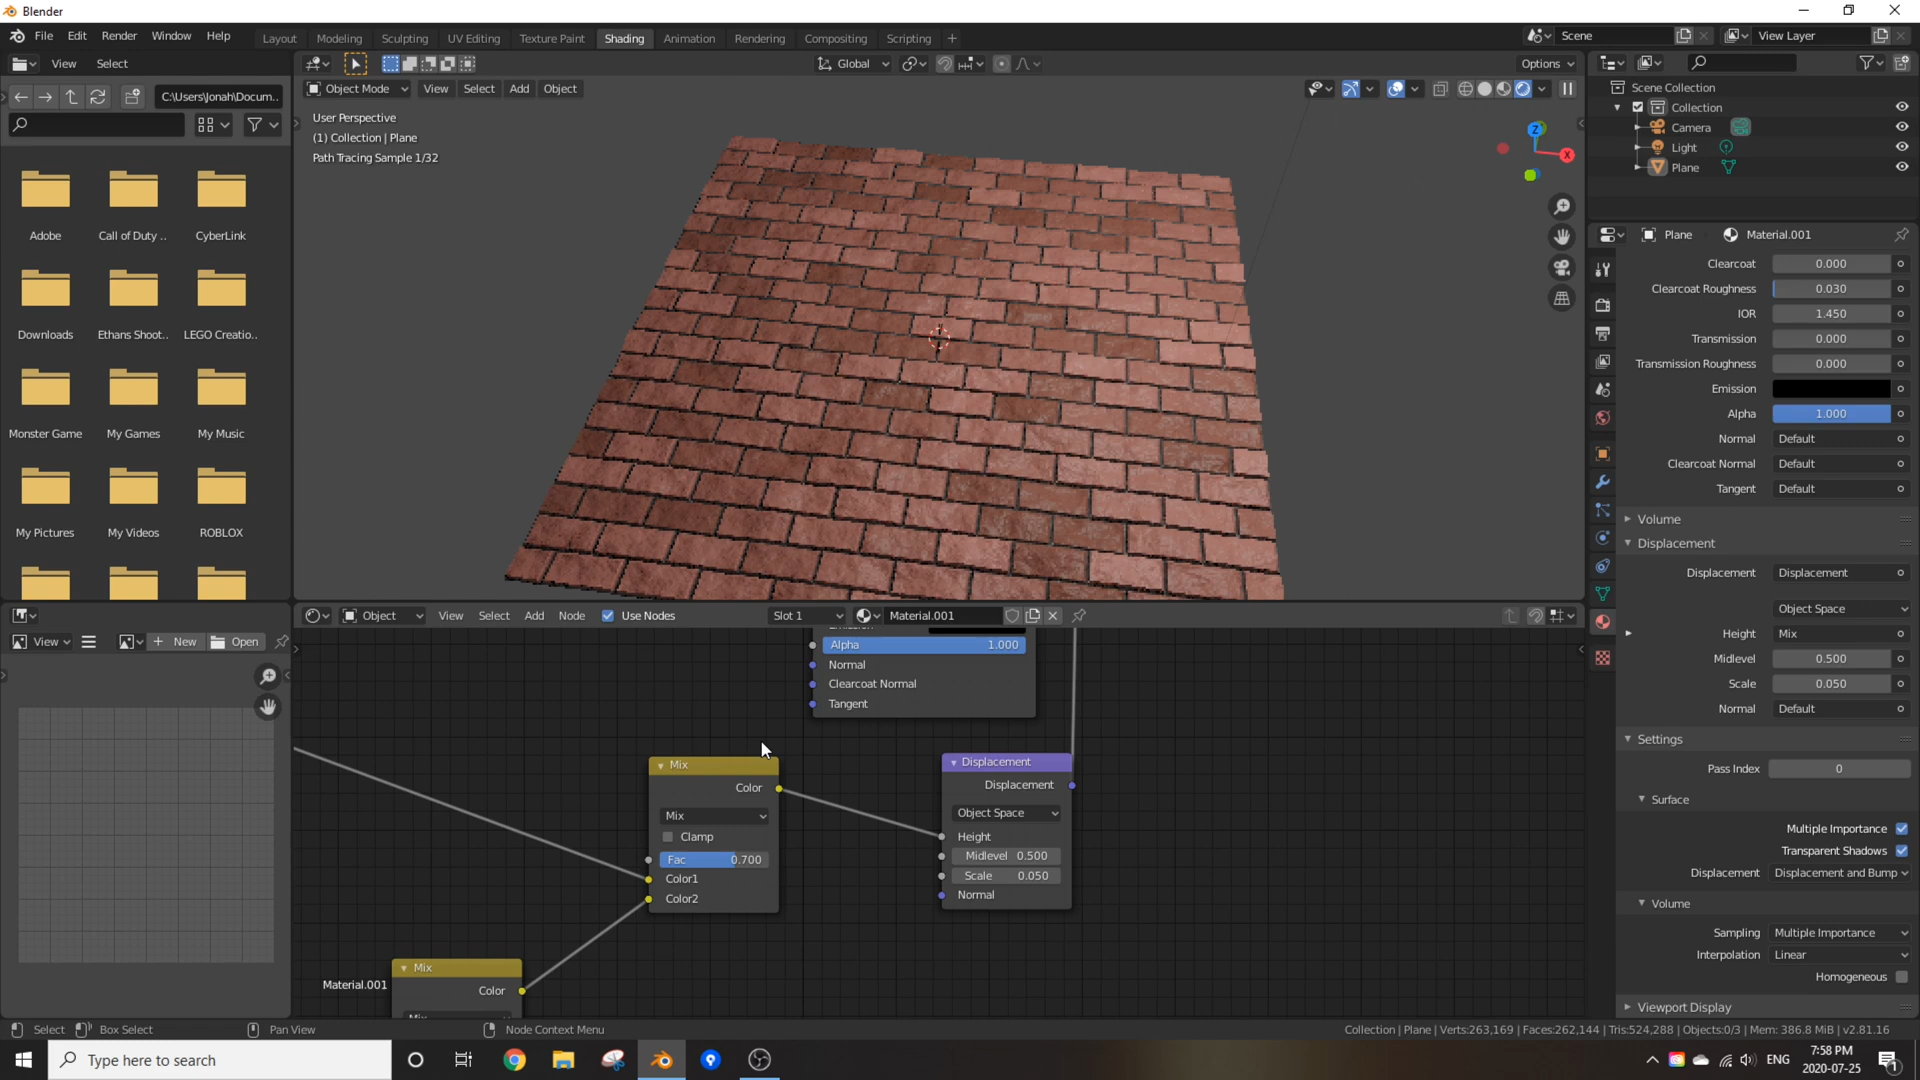 Blender
File Edit Render Window Help
Layout Modeling Sculpting UV Editing Texture Paint Shading Animation Rendering Compositing Scripting +
Scene
View Layer
View Select
Global
Options
C:\Users\Jonah\Docum..
Object Mode View Select Add Object
User Perspective
(1) Collection | Plane
Path Tracing Sample 1/32
Z
X
Scene Collection
Collection
Camera
Light
Plane
Adobe
Call of Duty ..
CyberLink
Downloads
Ethans Shoot..
LEGO Creatio..
Monster Game
My Games
My Music
My Pictures
My Videos
ROBLOX
Plane
Material.001
Clearcoat 0.000
Clearcoat Roughness 0.030
IOR 1.450
Transmission 0.000
Transmission Roughness 0.000
Emission
Alpha 1.000
Normal Default
Clearcoat Normal Default
Tangent Default
Volume
Displacement
Displacement Displacement
Object Space
Height Mix
Midlevel 0.500
Scale 0.050
Normal Default
Settings
Pass Index 0
Surface
Multiple Importance
Transparent Shadows
Displacement Displacement and Bump
Volume
Sampling Multiple Importance
Interpolation Linear
Homogeneous
Viewport Display
View
New
Open
Object View Select Add Node Use Nodes
Slot 1
Material.001
Alpha 1.000
Normal
Clearcoat Normal
Tangent
Mix
Color
Mix
Clamp
Fac 0.700
Color1
Color2
Displacement
Displacement
Object Space
Height
Midlevel 0.500
Scale 0.050
Normal
Mix
Color
Material.001
Select
Box Select
Pan View
Node Context Menu
Collection | Plane | Verts:263,169 | Faces:262,144 | Tris:524,288 | Objects:0/3 | Mem: 386.8 MiB | v2.81.16
Type here to search
ENG
7:58 PM
2020-07-25
1